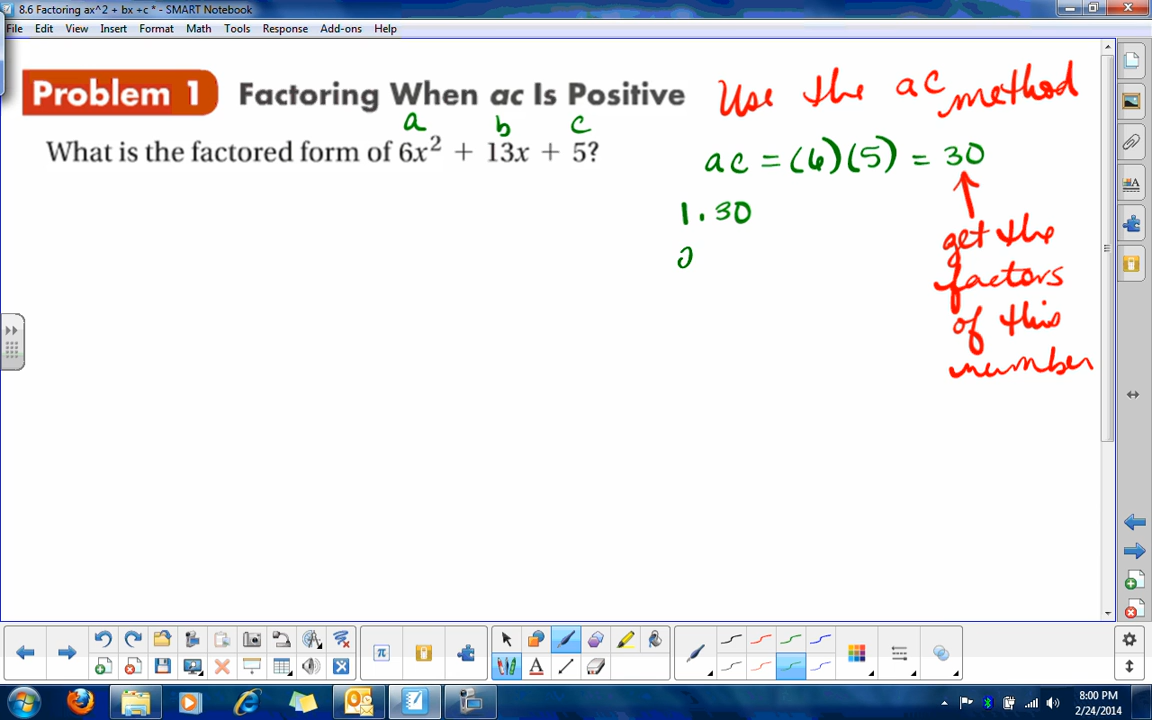 8.6 Factoring ax^2 + bx +c * - SMART Notebook
File Edit View Insert Format Math Tools Response Add-ons Help
Problem 1 Factoring When ac Is Positive Use the ac method
a b c
What is the factored form of 6x² + 13x + 5?
ac = (6)(5) = 30
1 · 30
get the
factors
of this
number
8:00 PM
2/24/2014